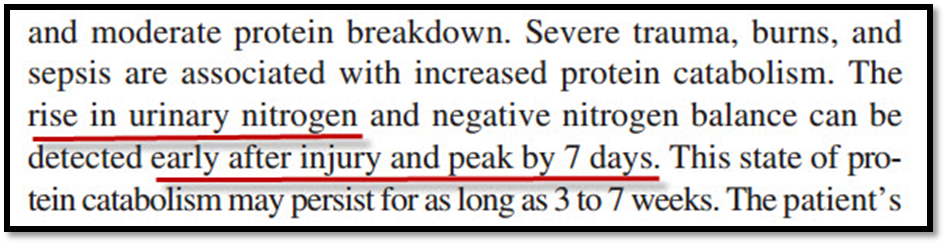 and moderate protein breakdown. Severe trauma, burns, and
sepsis are associated with increased protein catabolism. The
rise in urinary nitrogen and negative nitrogen balance can be
detected early after injury and peak by 7 days. This state of pro-
tein catabolism may persist for as long as 3 to 7 weeks. The patient’s